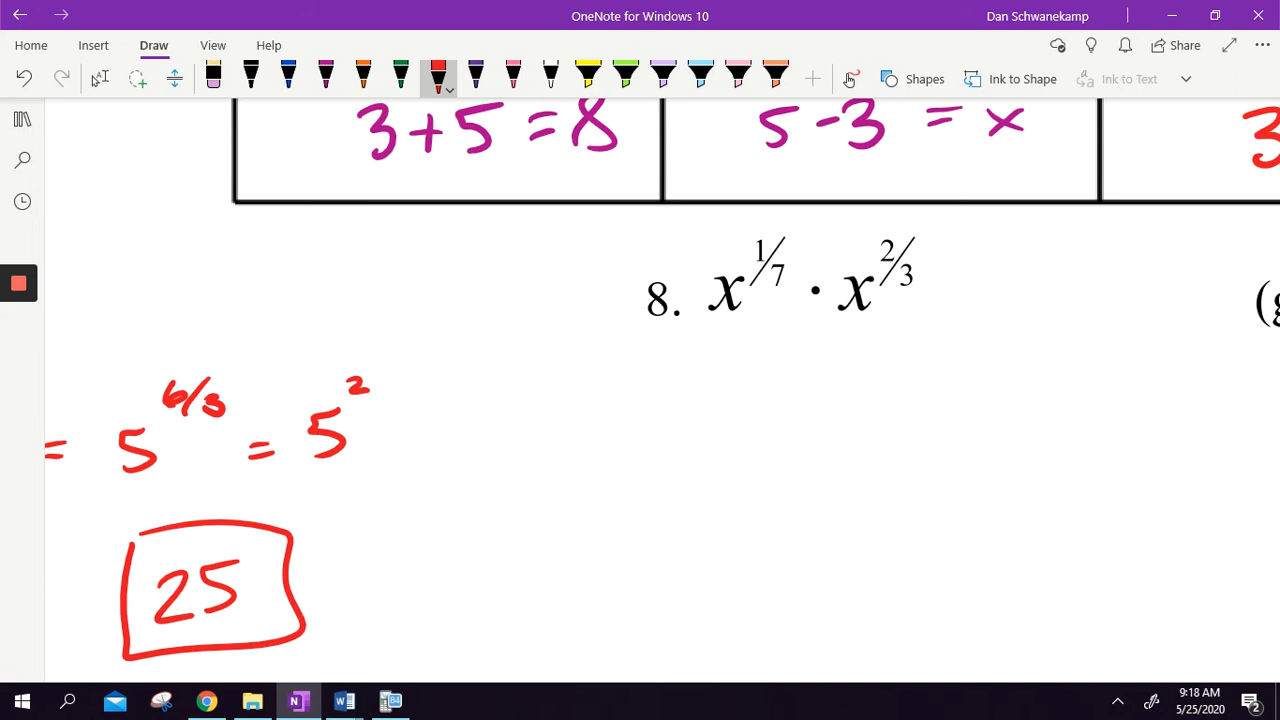 OneNote for Windows 10
Dan Schwanekamp
Home Insert Draw View Help
Share
Shapes
Ink to Shape
Ink to Text
3+5=8
5-3 = x
3
8. x^1/7 · x^2/3
(g
= 5^6/3 = 5^2
25
9:18 AM
5/25/2020
2